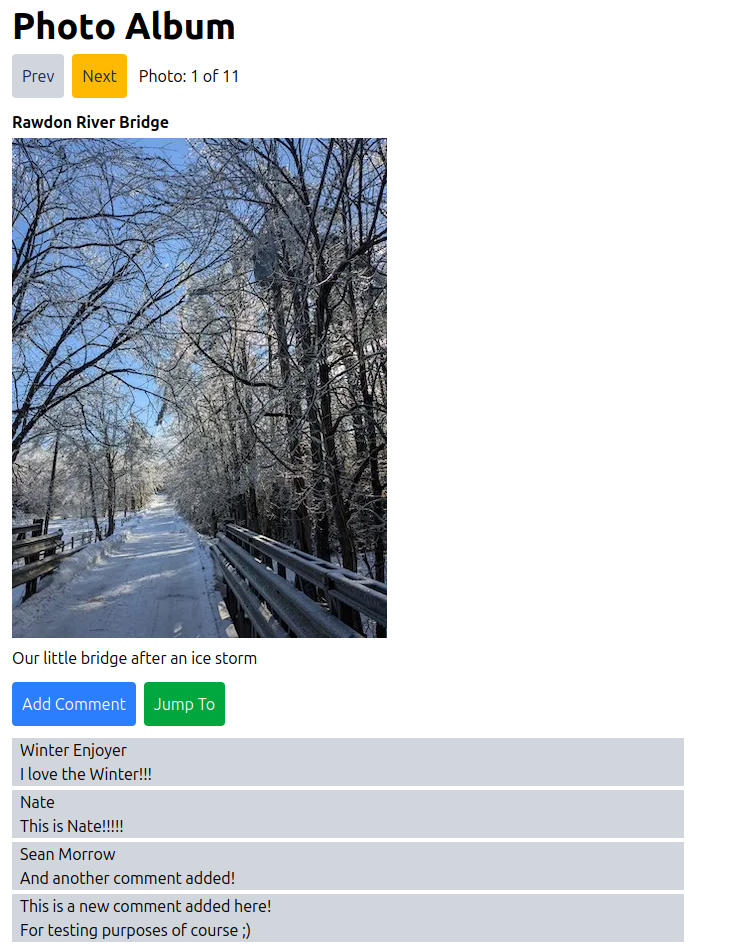 Photo Album
Prev Next Photo: 1 of 11
Rawdon River Bridge
Our little bridge after an ice storm
Add Comment Jump To
Winter Enjoyer
I love the Winter!!!
Nate
This is Nate!!!!!
Sean Morrow
And another comment added!
This is a new comment added here!
For testing purposes of course ;)